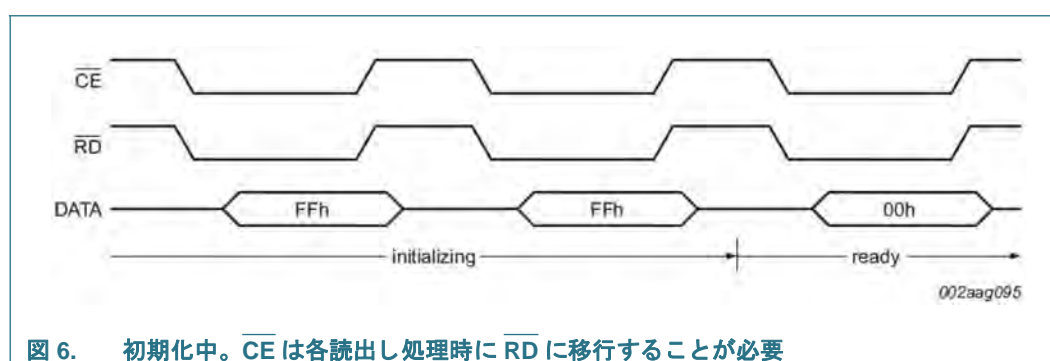 CE
RD
DATA FFh FFh 00h
initializing ready
002aag095
図 6. 初期化中。CE は各読出し処理時に RD に移行することが必要